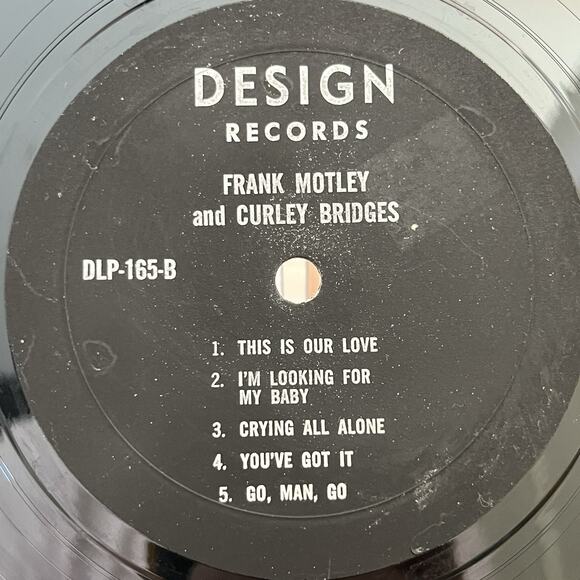 DESIGN
RECORDS
FRANK MOTLEY
and CURLEY BRIDGES
DLP-165-B
1. THIS IS OUR LOVE
2. I'M LOOKING FOR
MY BABY
3. CRYING ALL ALONE
4. YOU'VE GOT IT
5. GO, MAN, GO